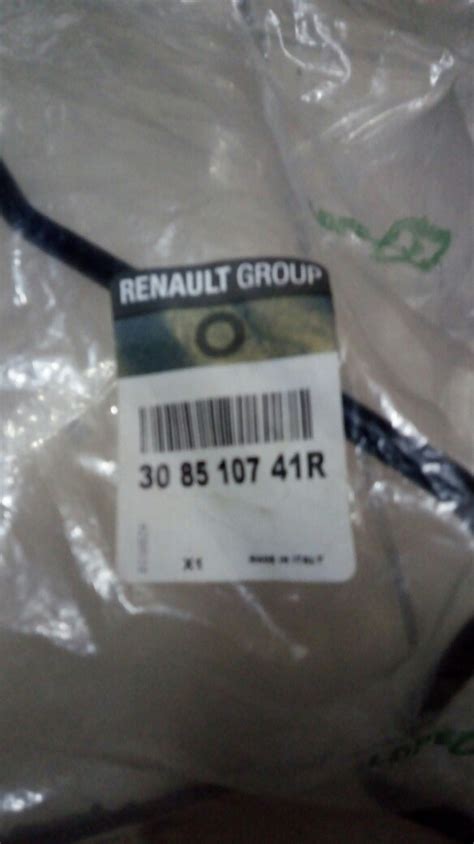 RENAULT GROUP
30 85 107 41R
X1
MADE IN ITALY